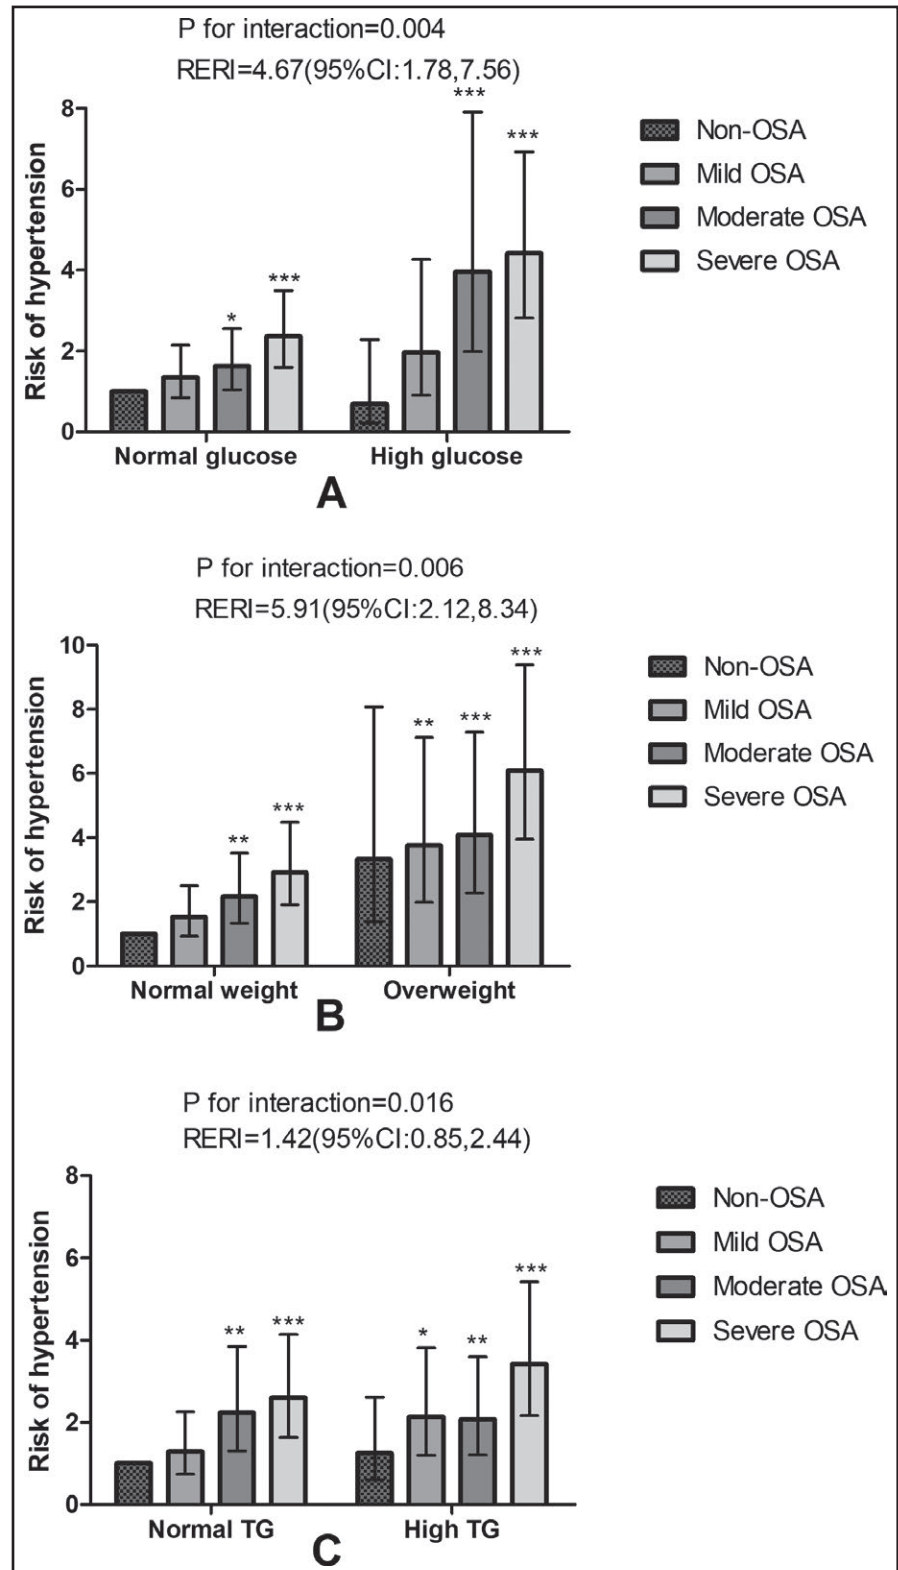 P for interaction=0.004
RERI=4.67(95%CI:1.78,7.56)
***
***
***
*
8
6
4
2
0
Risk of hypertension
Normal glucose
High glucose
Non-OSA
Mild OSA
Moderate OSA
Severe OSA
A
P for interaction=0.006
RERI=5.91(95%CI:2.12,8.34)
***
***
**
***
**
10
8
6
4
2
0
Risk of hypertension
Normal weight
Overweight
Non-OSA
Mild OSA
Moderate OSA
Severe OSA
B
P for interaction=0.016
RERI=1.42(95%CI:0.85,2.44)
***
***
**
*
**
8
6
4
2
0
Risk of hypertension
Normal TG
High TG
Non-OSA
Mild OSA
Moderate OSA
Severe OSA
C